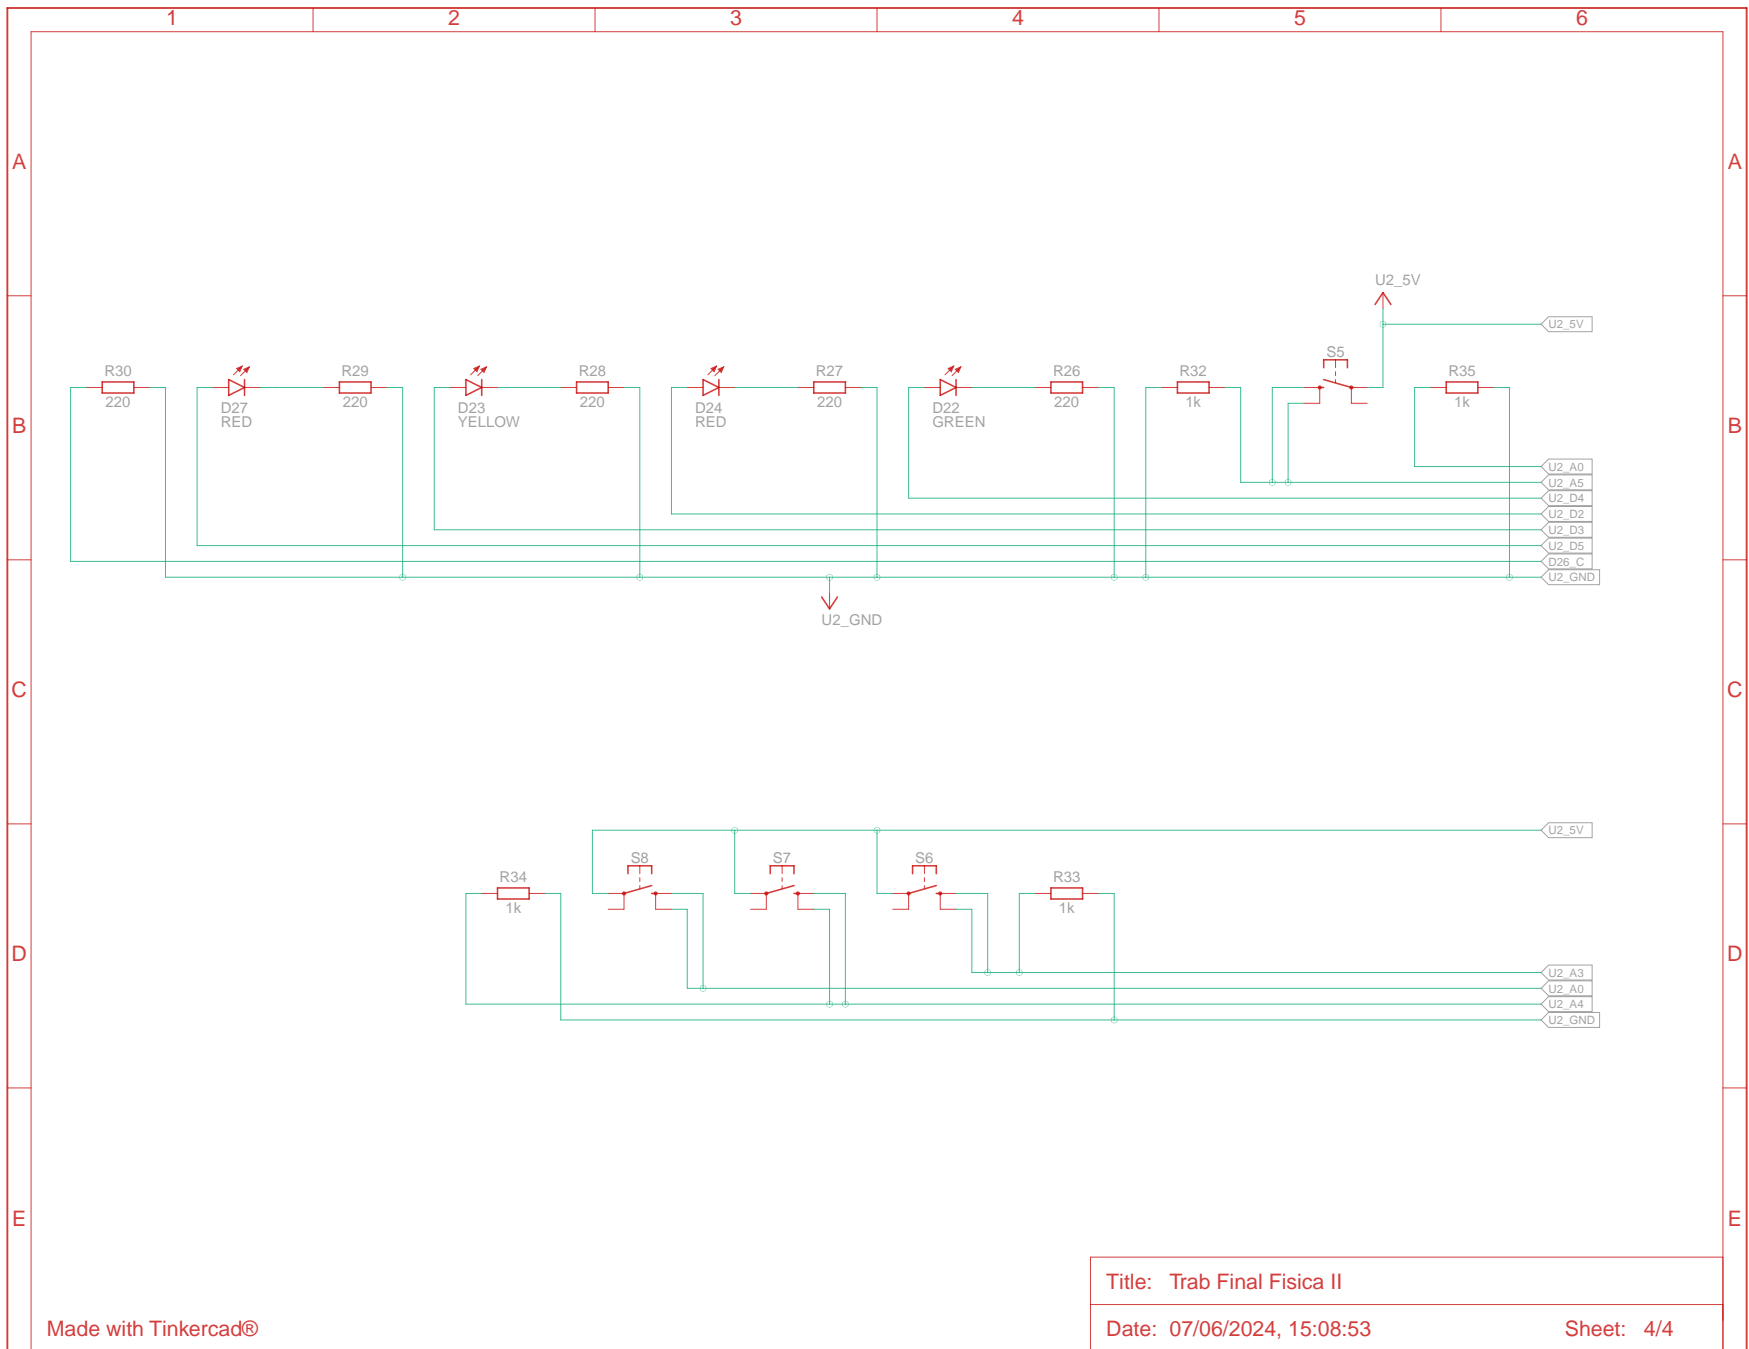 1 2 3 4 5 6
A A
U2_5V
U2_5V
S5
R30 R29 R28 R27 R26 R32 R35
220 220 220 220 220 1k 1k
D27 D23 D24 D22
RED YELLOW RED GREEN
B B
U2_A0
U2_A5
U2_D4
U2_D2
U2_D3
U2_D5
D26_C
U2_GND
U2_GND
C C
U2_5V
S8 S7 S6
R34 R33
1k 1k
D D
U2_A3
U2_A0
U2_A4
U2_GND
E E
Title: Trab Final Fisica II
Made with Tinkercad®
Date: 07/06/2024, 15:08:53 Sheet: 4/4